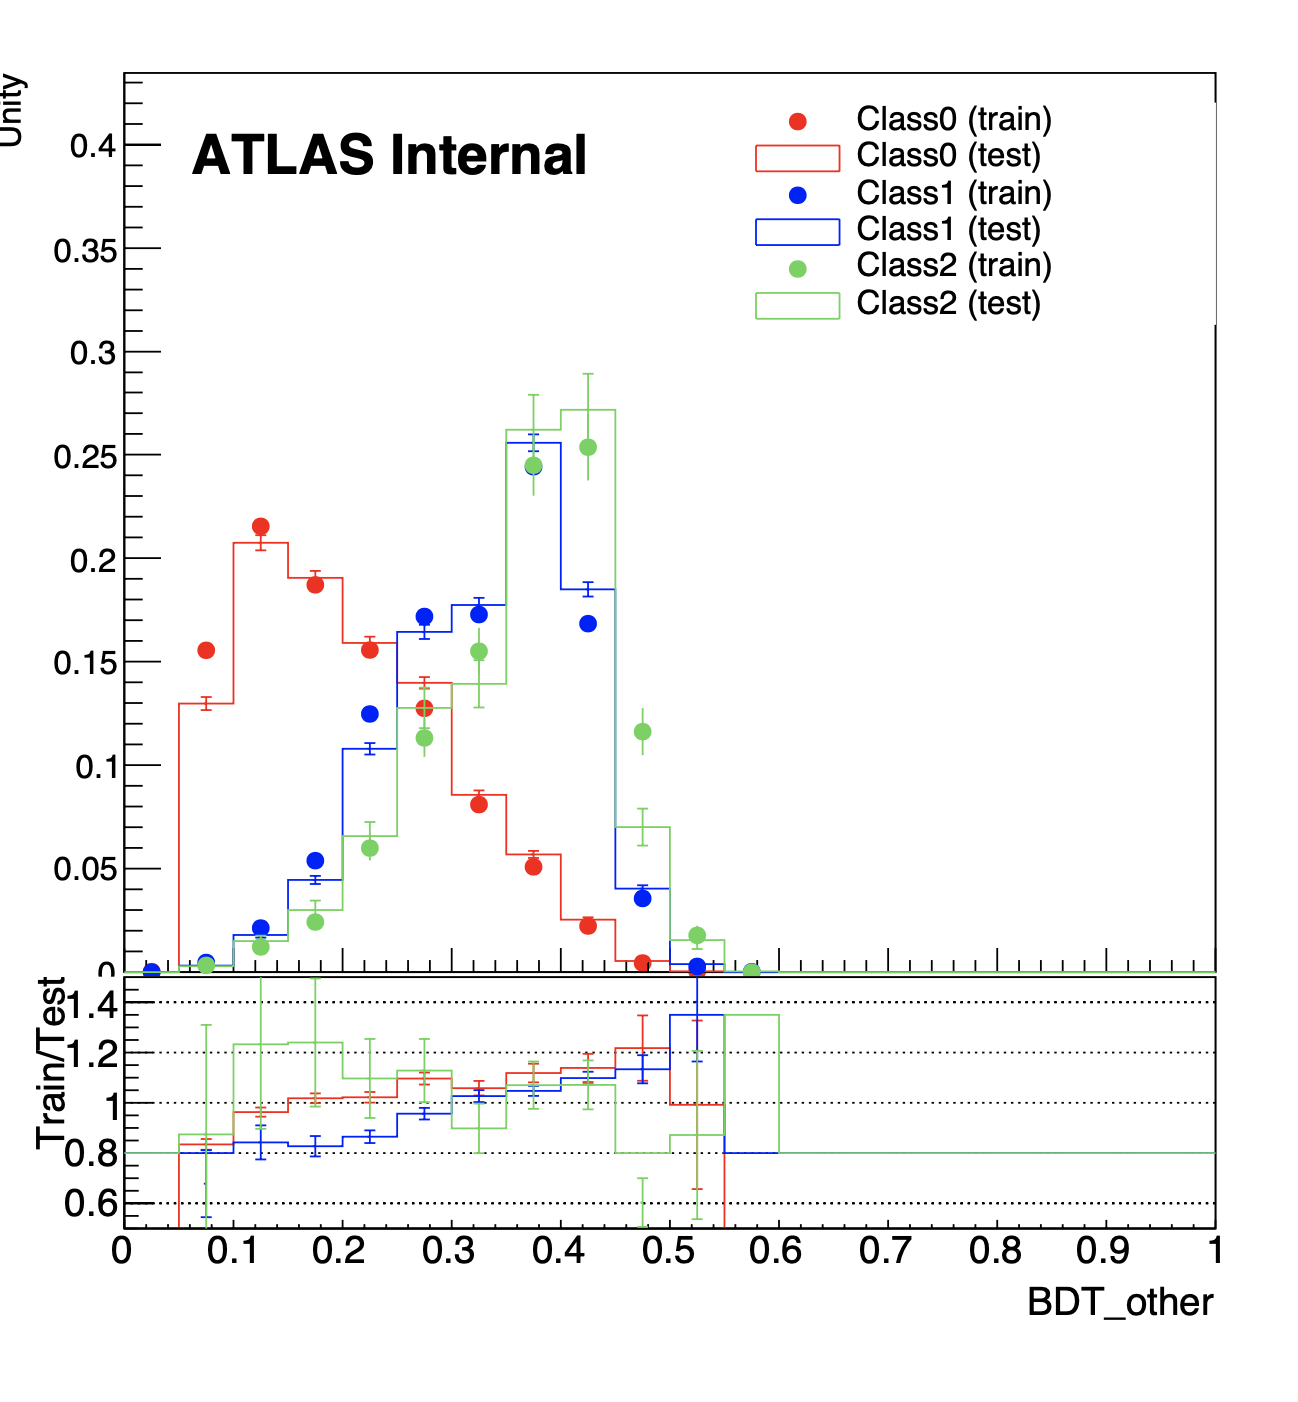 Unity
ATLAS Internal
Class0 (train)
Class0 (test)
Class1 (train)
Class1 (test)
Class2 (train)
Class2 (test)
0.4
0.35
0.3
0.25
0.2
0.15
0.1
0.05
0
Train/Test
1.4
1.2
1
0.8
0.6
0 0.1 0.2 0.3 0.4 0.5 0.6 0.7 0.8 0.9 1
BDT_other